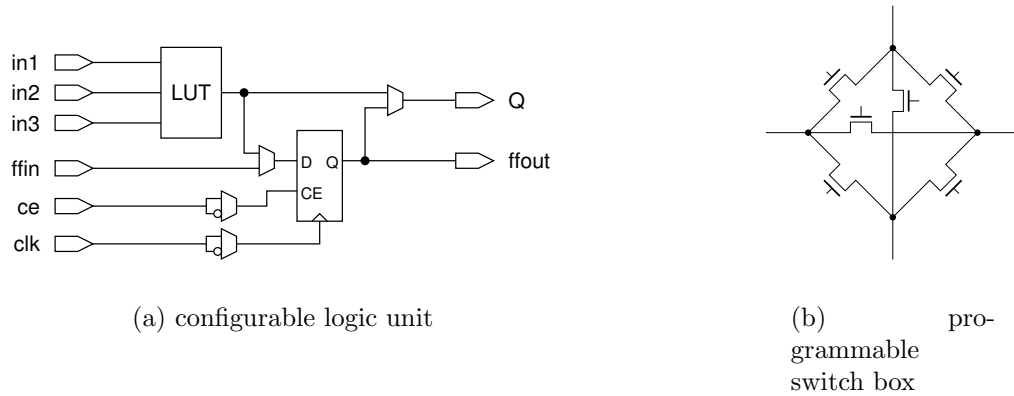 in1
in2
in3
ffin
ce
clk
LUT
D Q
CE
Q
ffout
(a) configurable logic unit
(b) pro-
grammable
switch box